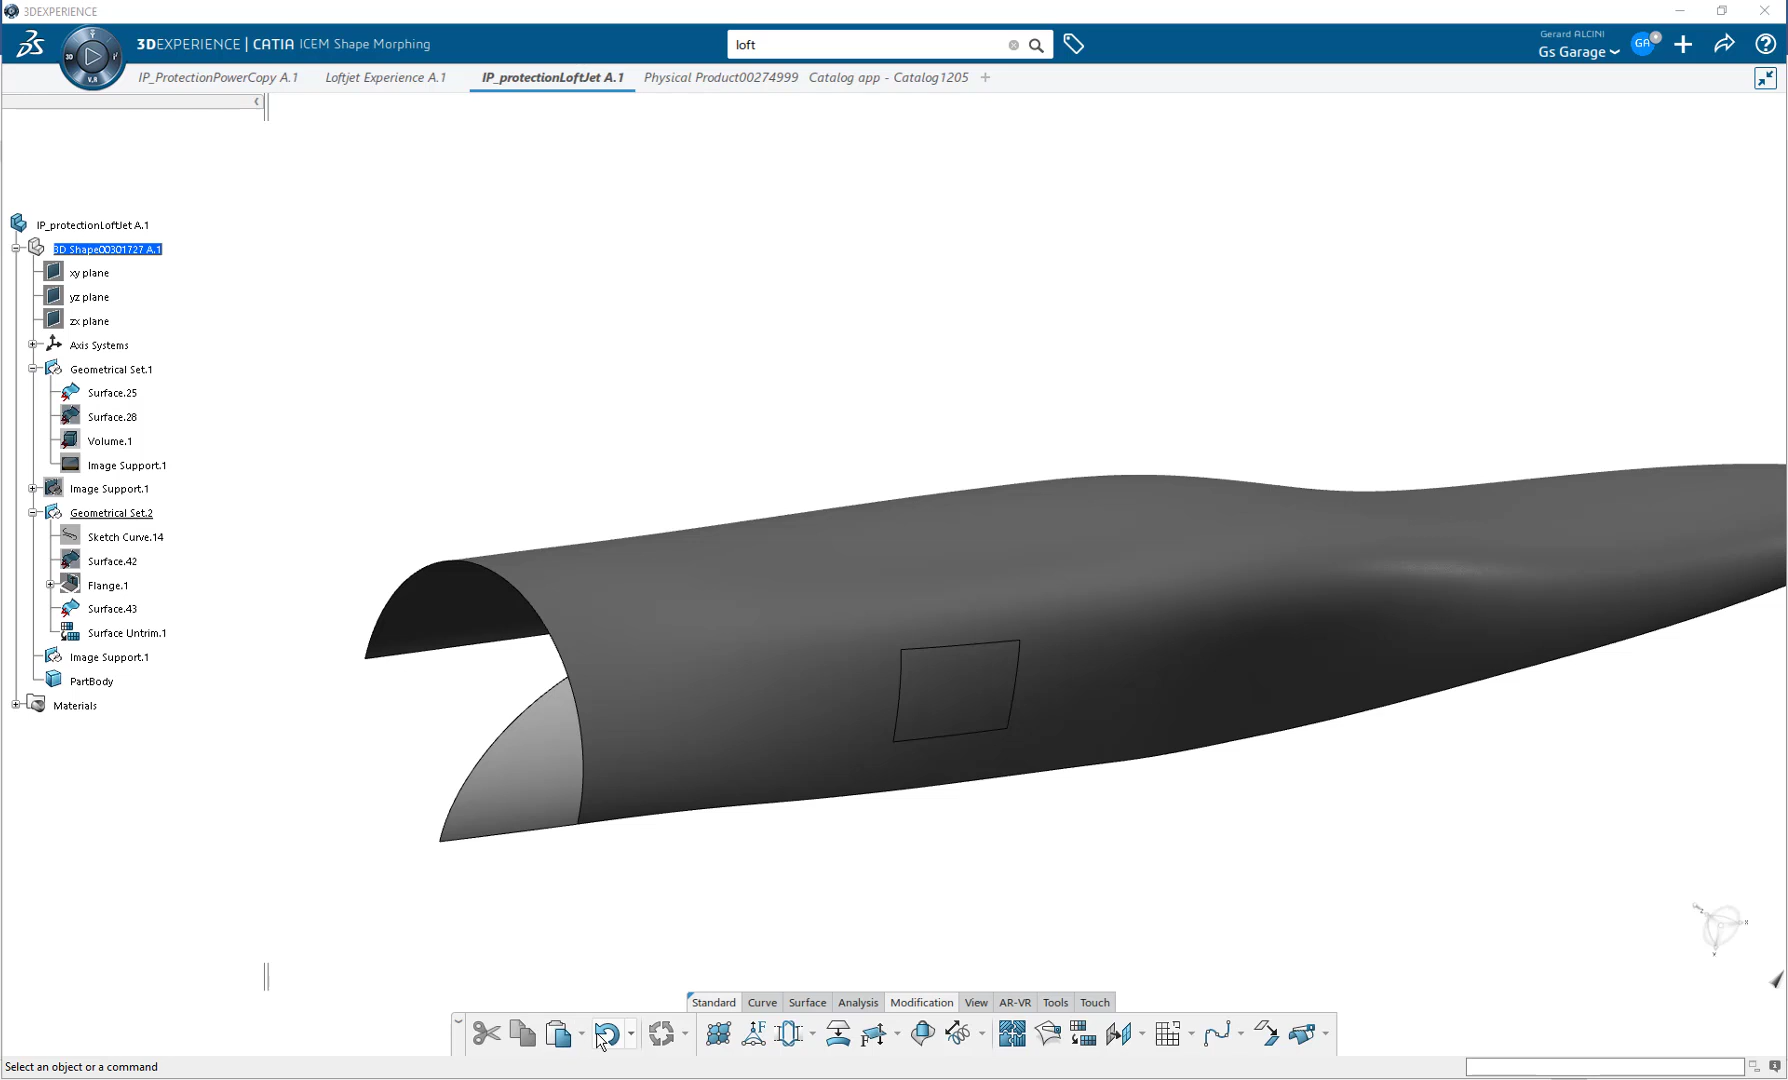 3DEXPERIENCE
3DEXPERIENCE | CATIA ICEM Shape Morphing
loft
Gerard ALCINI
Gs Garage
GA
3D
i²
V.R
IP_ProtectionPowerCopy A.1
Loftjet Experience A.1
IP_protectionLoftJet A.1
Physical Product00274999
Catalog app - Catalog1205
IP_protectionLoftJet A.1
3D Shape00301727 A.1
xy plane
yz plane
zx plane
Axis Systems
Geometrical Set.1
Surface.25
Surface.28
Volume.1
Image Support.1
Image Support.1
Geometrical Set.2
Sketch Curve.14
Surface.42
Flange.1
Surface.43
Surface Untrim.1
Image Support.1
PartBody
Materials
Standard
Curve
Surface
Analysis
Modification
View
AR-VR
Tools
Touch
Select an object or a command